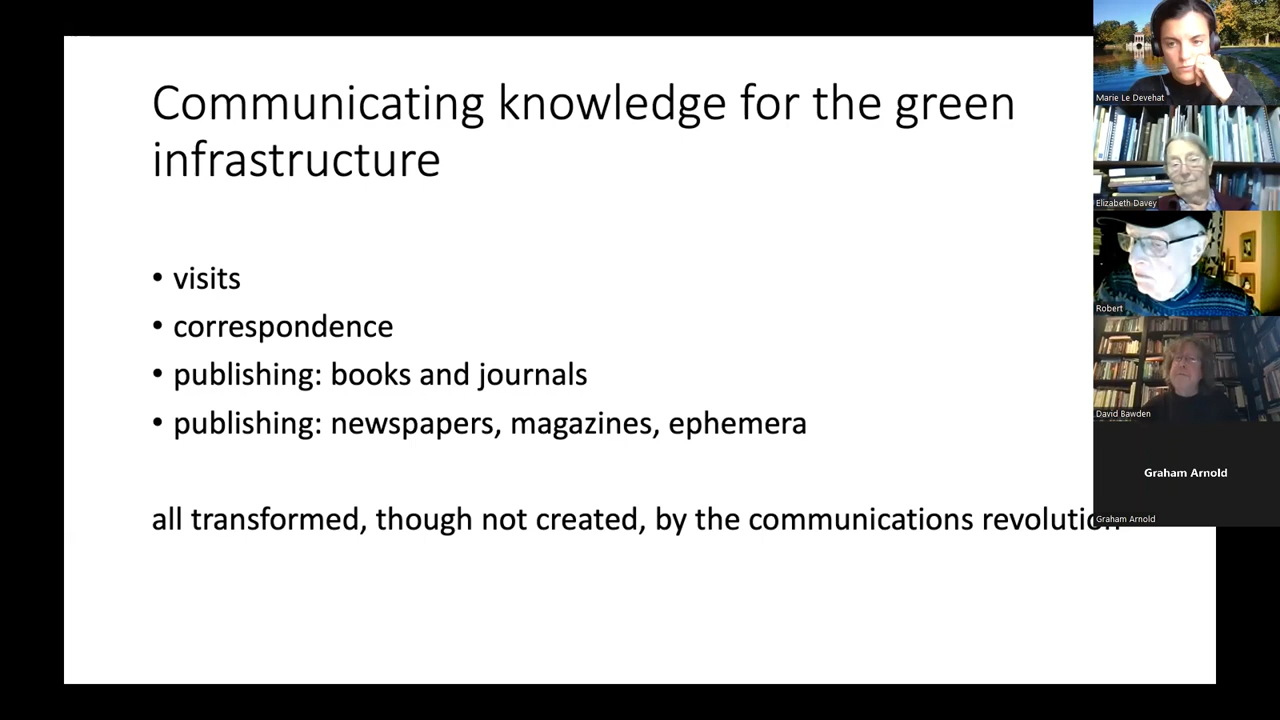 Communicating knowledge for the green
infrastructure
• visits
• correspondence
• publishing: books and journals
• publishing: newspapers, magazines, ephemera
all transformed, though not created, by the communications revolution
Marie Le Devehat
Elizabeth Davey
Robert
David Bawden
Graham Arnold
Graham Arnold